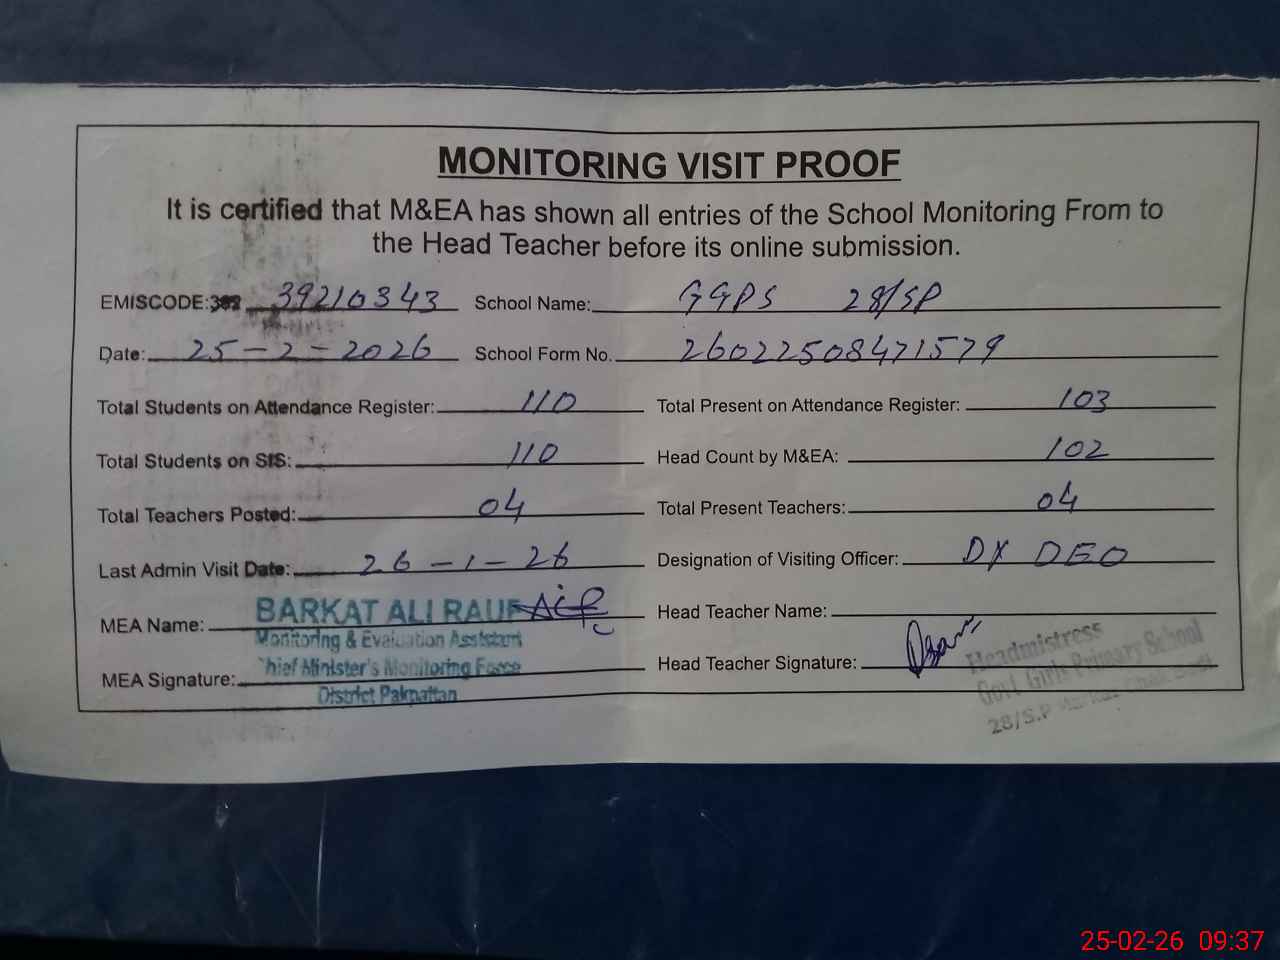 MONITORING VISIT PROOF
It is certified that M&EA has shown all entries of the School Monitoring From to
the Head Teacher before its online submission.
EMISCODE: 39210343 School Name: GGPS 28/SP
Date: 25-2-2026 School Form No. 26022508471579
Total Students on Attendance Register: 110 Total Present on Attendance Register: 103
Total Students on SIS: 110 Head Count by M&EA: 102
Total Teachers Posted: 04 Total Present Teachers: 04
Last Admin Visit Date: 26-1-26 Designation of Visiting Officer: DY DEO
MEA Name: BARKAT ALI RAUF Head Teacher Name:
Monitoring & Evaluation Assistant
Chief Minister's Monitoring Force
MEA Signature: Head Teacher Signature:
District Pakpattan
Headmistress
Govt Girls Primary School
28/S.P
25-02-26 09:37